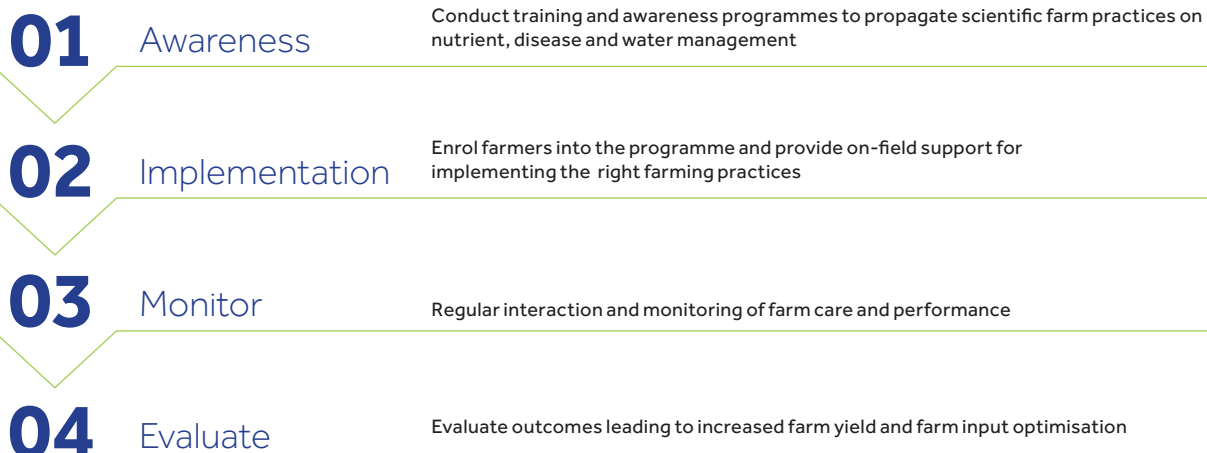 01
Awareness
Conduct training and awareness programmes to propagate scientific farm practices on
nutrient, disease and water management
02
Implementation
Enrol farmers into the programme and provide on-field support for
implementing the right farming practices
03
Monitor
Regular interaction and monitoring of farm care and performance
04
Evaluate
Evaluate outcomes leading to increased farm yield and farm input optimisation